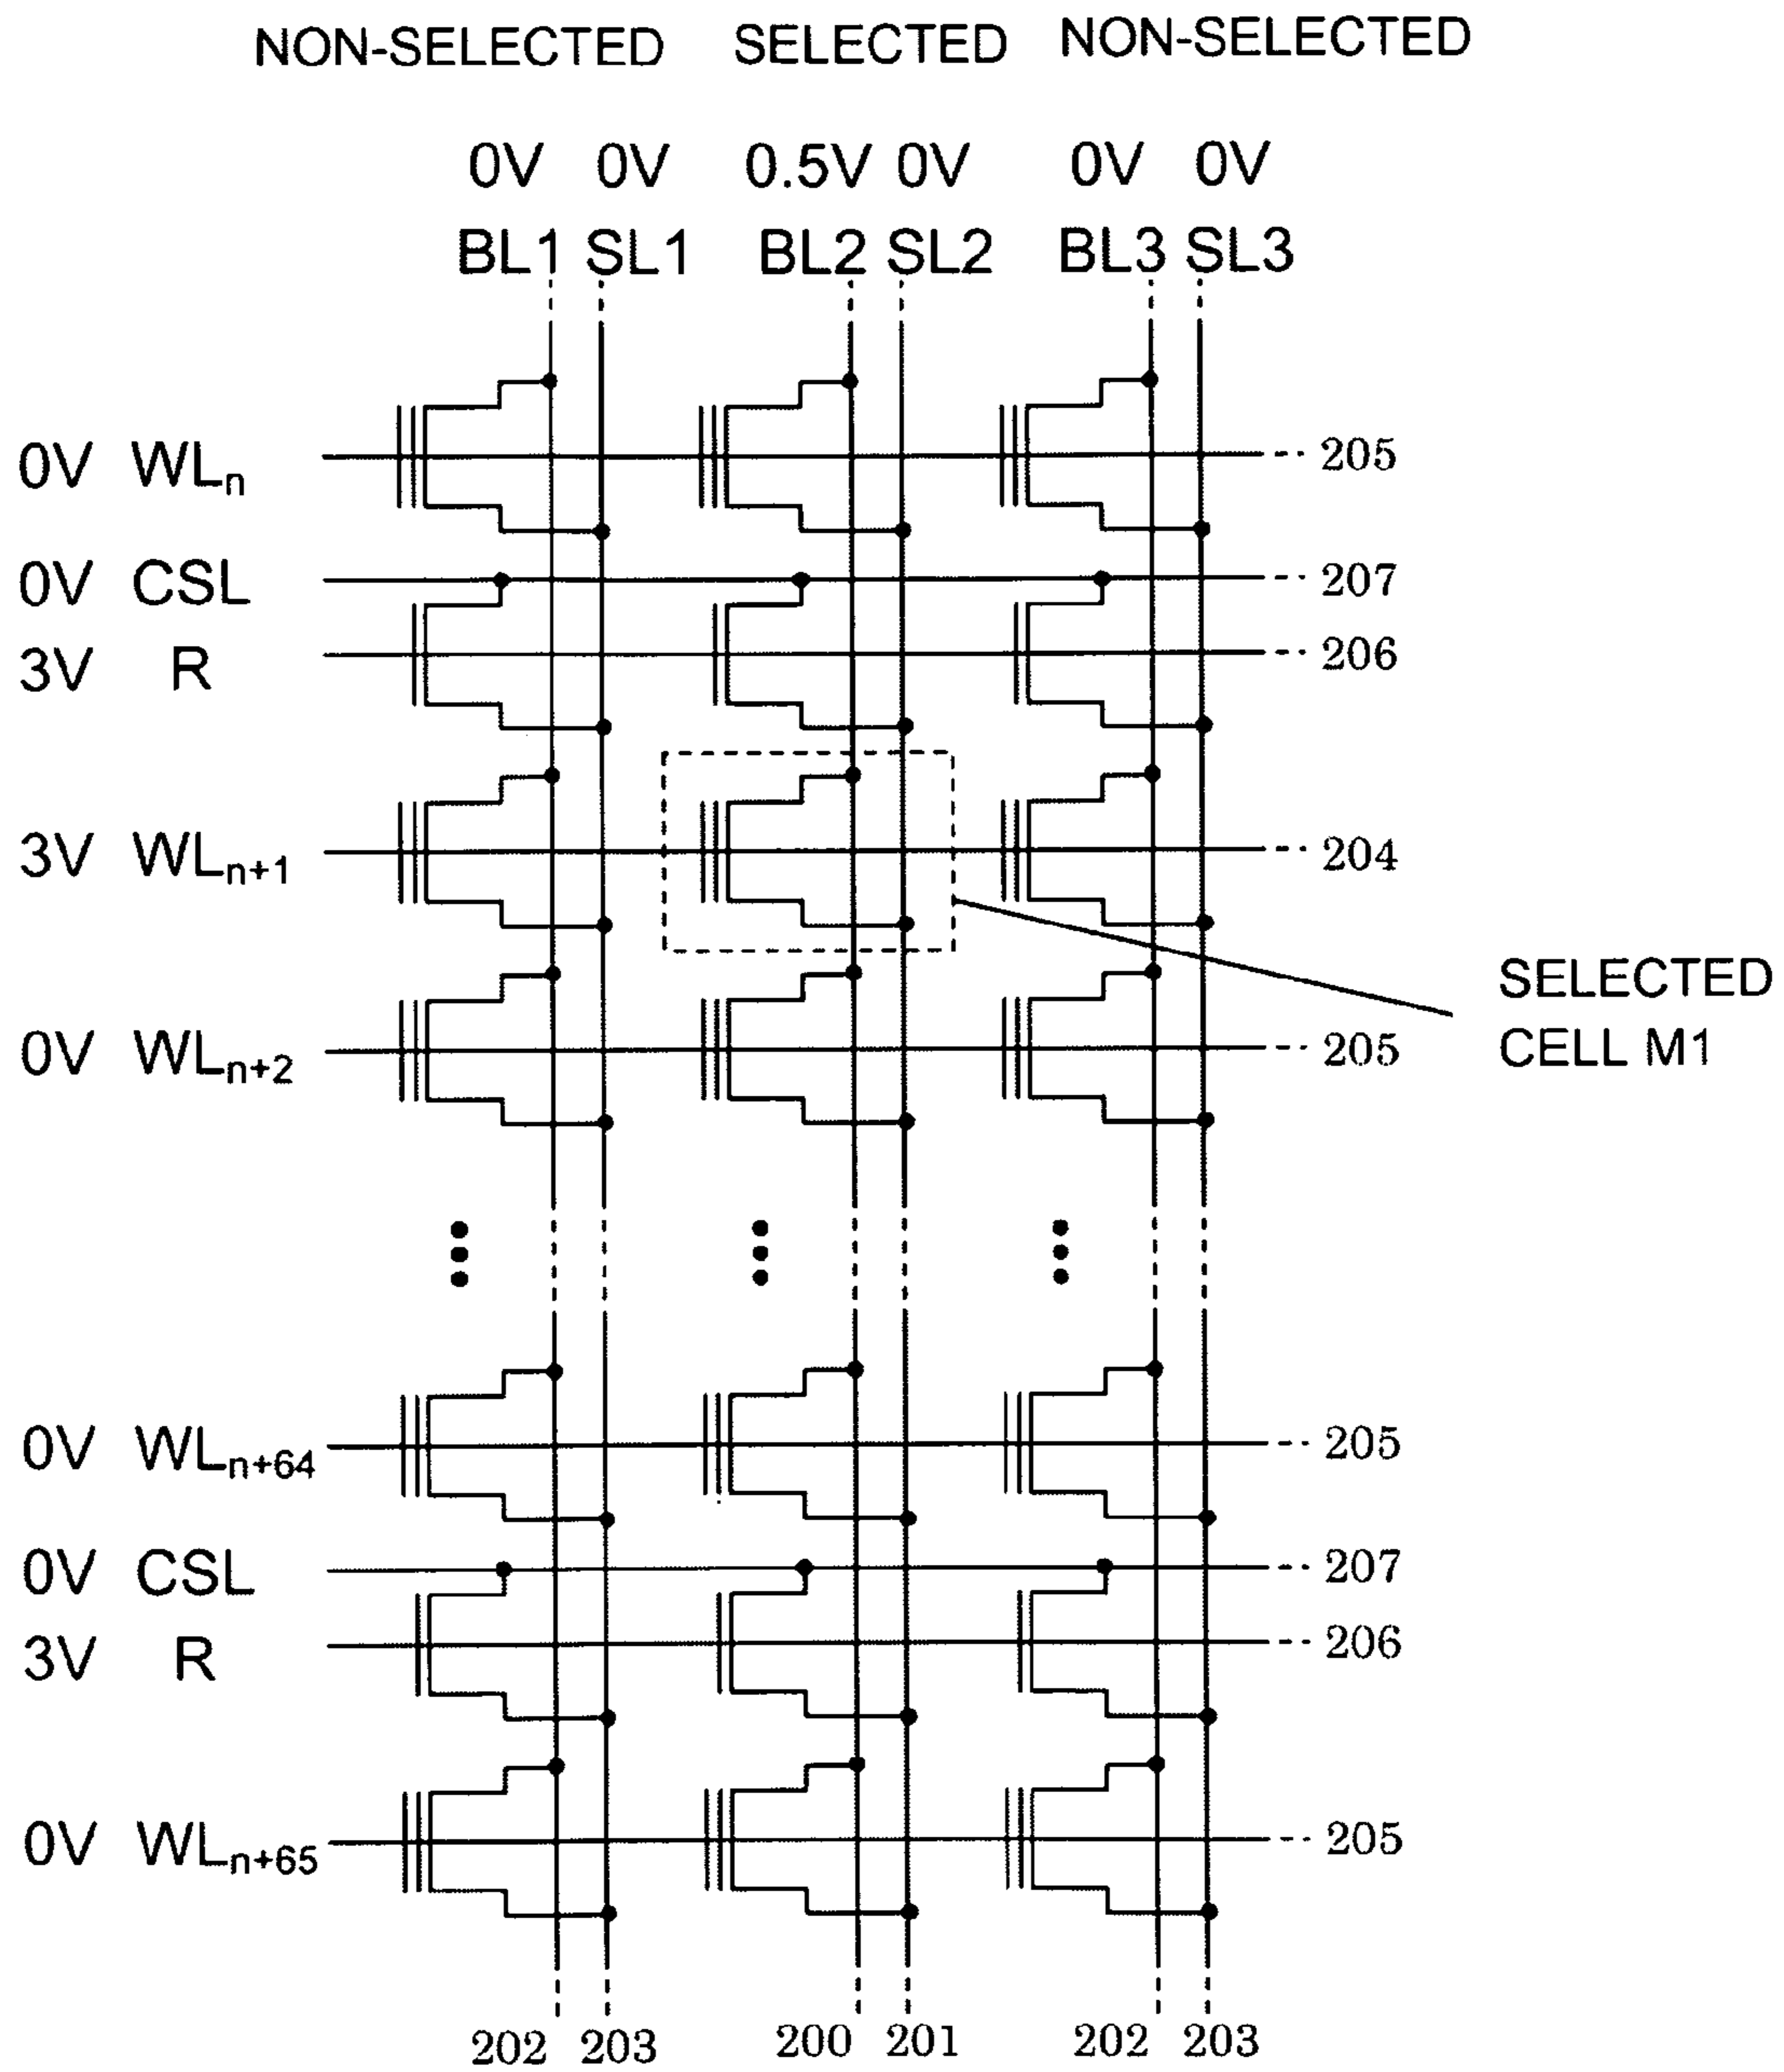 NON-SELECTED SELECTED NON-SELECTED
0V 0V 0.5V 0V 0V 0V
BL1 SL1 BL2 SL2 BL3 SL3
0V WLn 205
0V CSL 207
3V R 206
3V WLn+1 204
SELECTED
CELL M1
0V WLn+2 205
0V WLn+64 205
0V CSL 207
3V R 206
0V WLn+65 205
202 203 200 201 202 203